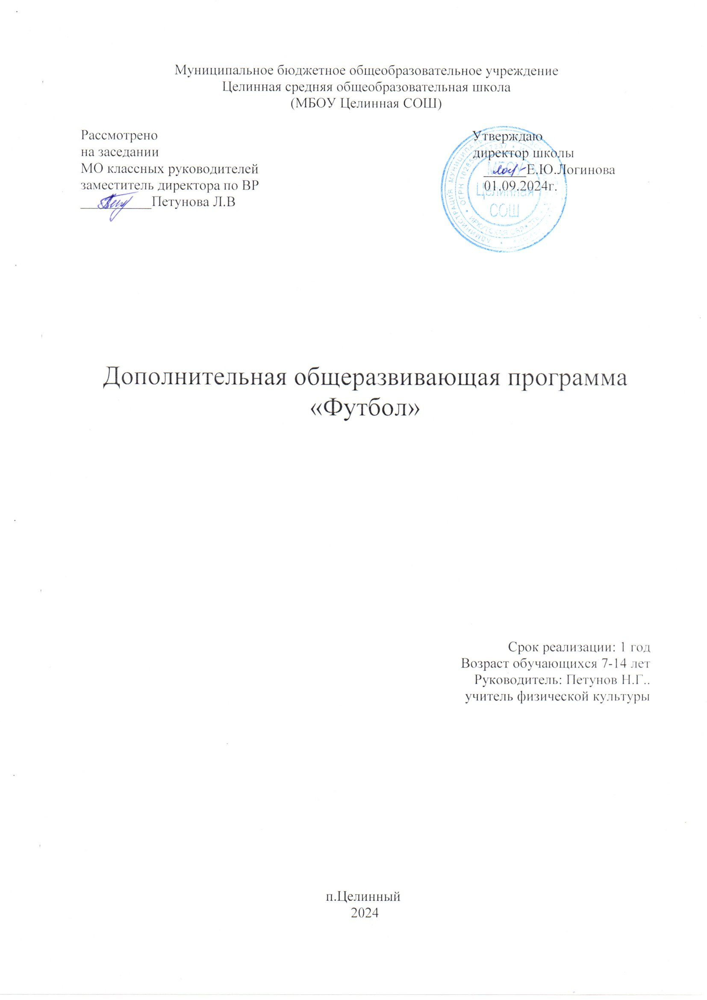 Муниципальное бюджетное общеобразовательное учреждение
Целинная средняя общеобразовательная школа
(МБОУ Целинная СОШ)
Рассмотрено
на заседании
МО классных руководителей
заместитель директора по ВР
Петунова Л.В
Утверждаю
директор школы
Е.Ю.Логинова
01.09.2024г.
МБОУ
Целинная
СОШ
Дополнительная общеразвивающая программа
«Футбол»
Срок реализации: 1 год
Возраст обучающихся 7-14 лет
Руководитель: Петунов Н.Г..
учитель физической культуры
п.Целинный
2024